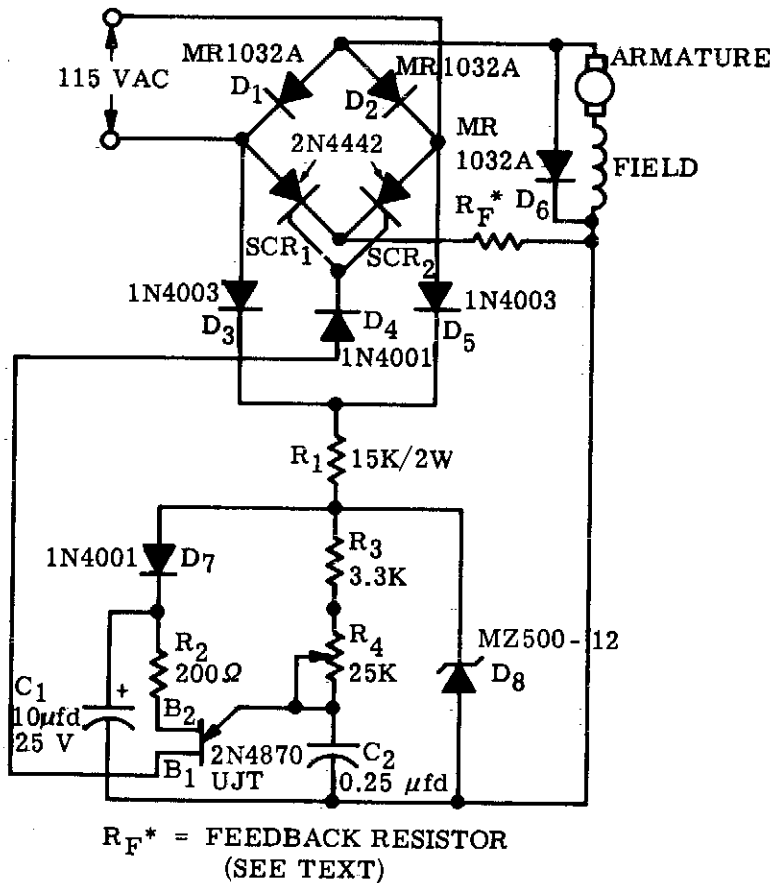 MR1032A
MR1032A
ARMATURE
115 VAC
D1
D2
MR
1032A
2N4442
FIELD
RF*
D6
SCR1
SCR2
1N4003
1N4003
D3
D4
D5
1N4001
R1
15K/2W
1N4001
D7
R3
3.3K
R2
200Ω
R4
25K
MZ500-12
D8
C1
10μfd
25 V
+
B2
B1
2N4870
UJT
C2
0.25 μfd
RF* = FEEDBACK RESISTOR
(SEE TEXT)